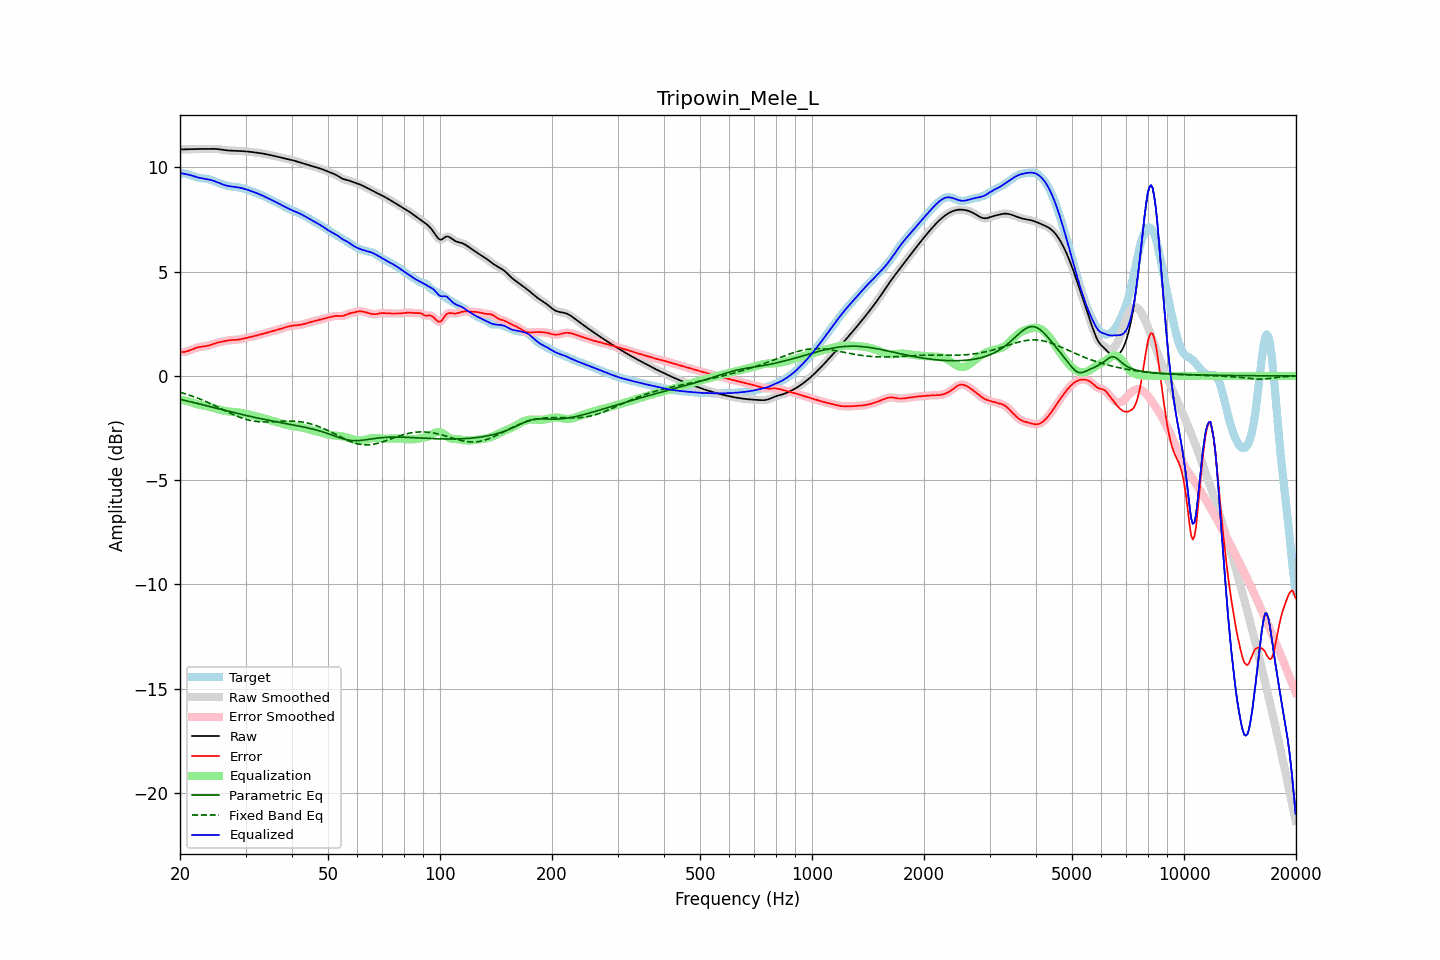 Tripowin_Mele_L
10
5
0
−5
−10
−15
−20
Amplitude (dBr)
Target
Raw Smoothed
Error Smoothed
Raw
Error
Equalization
Parametric Eq
Fixed Band Eq
Equalized
20 50 100 200 500 1000 2000 5000 10000 20000
Frequency (Hz)